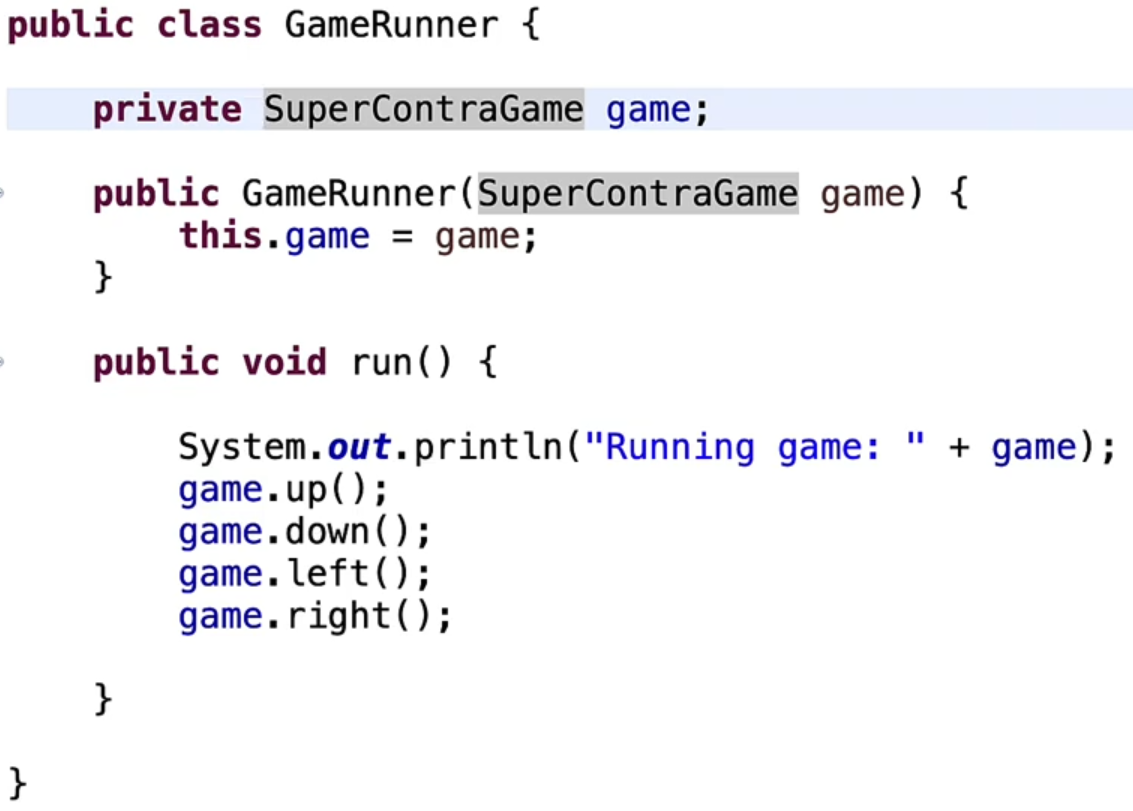 public class GameRunner {
private SuperContraGame game;
public GameRunner(SuperContraGame game) {
this.game = game;
}
public void run() {
System.out.println("Running game: " + game);
game.up();
game.down();
game.left();
game.right();
}
}